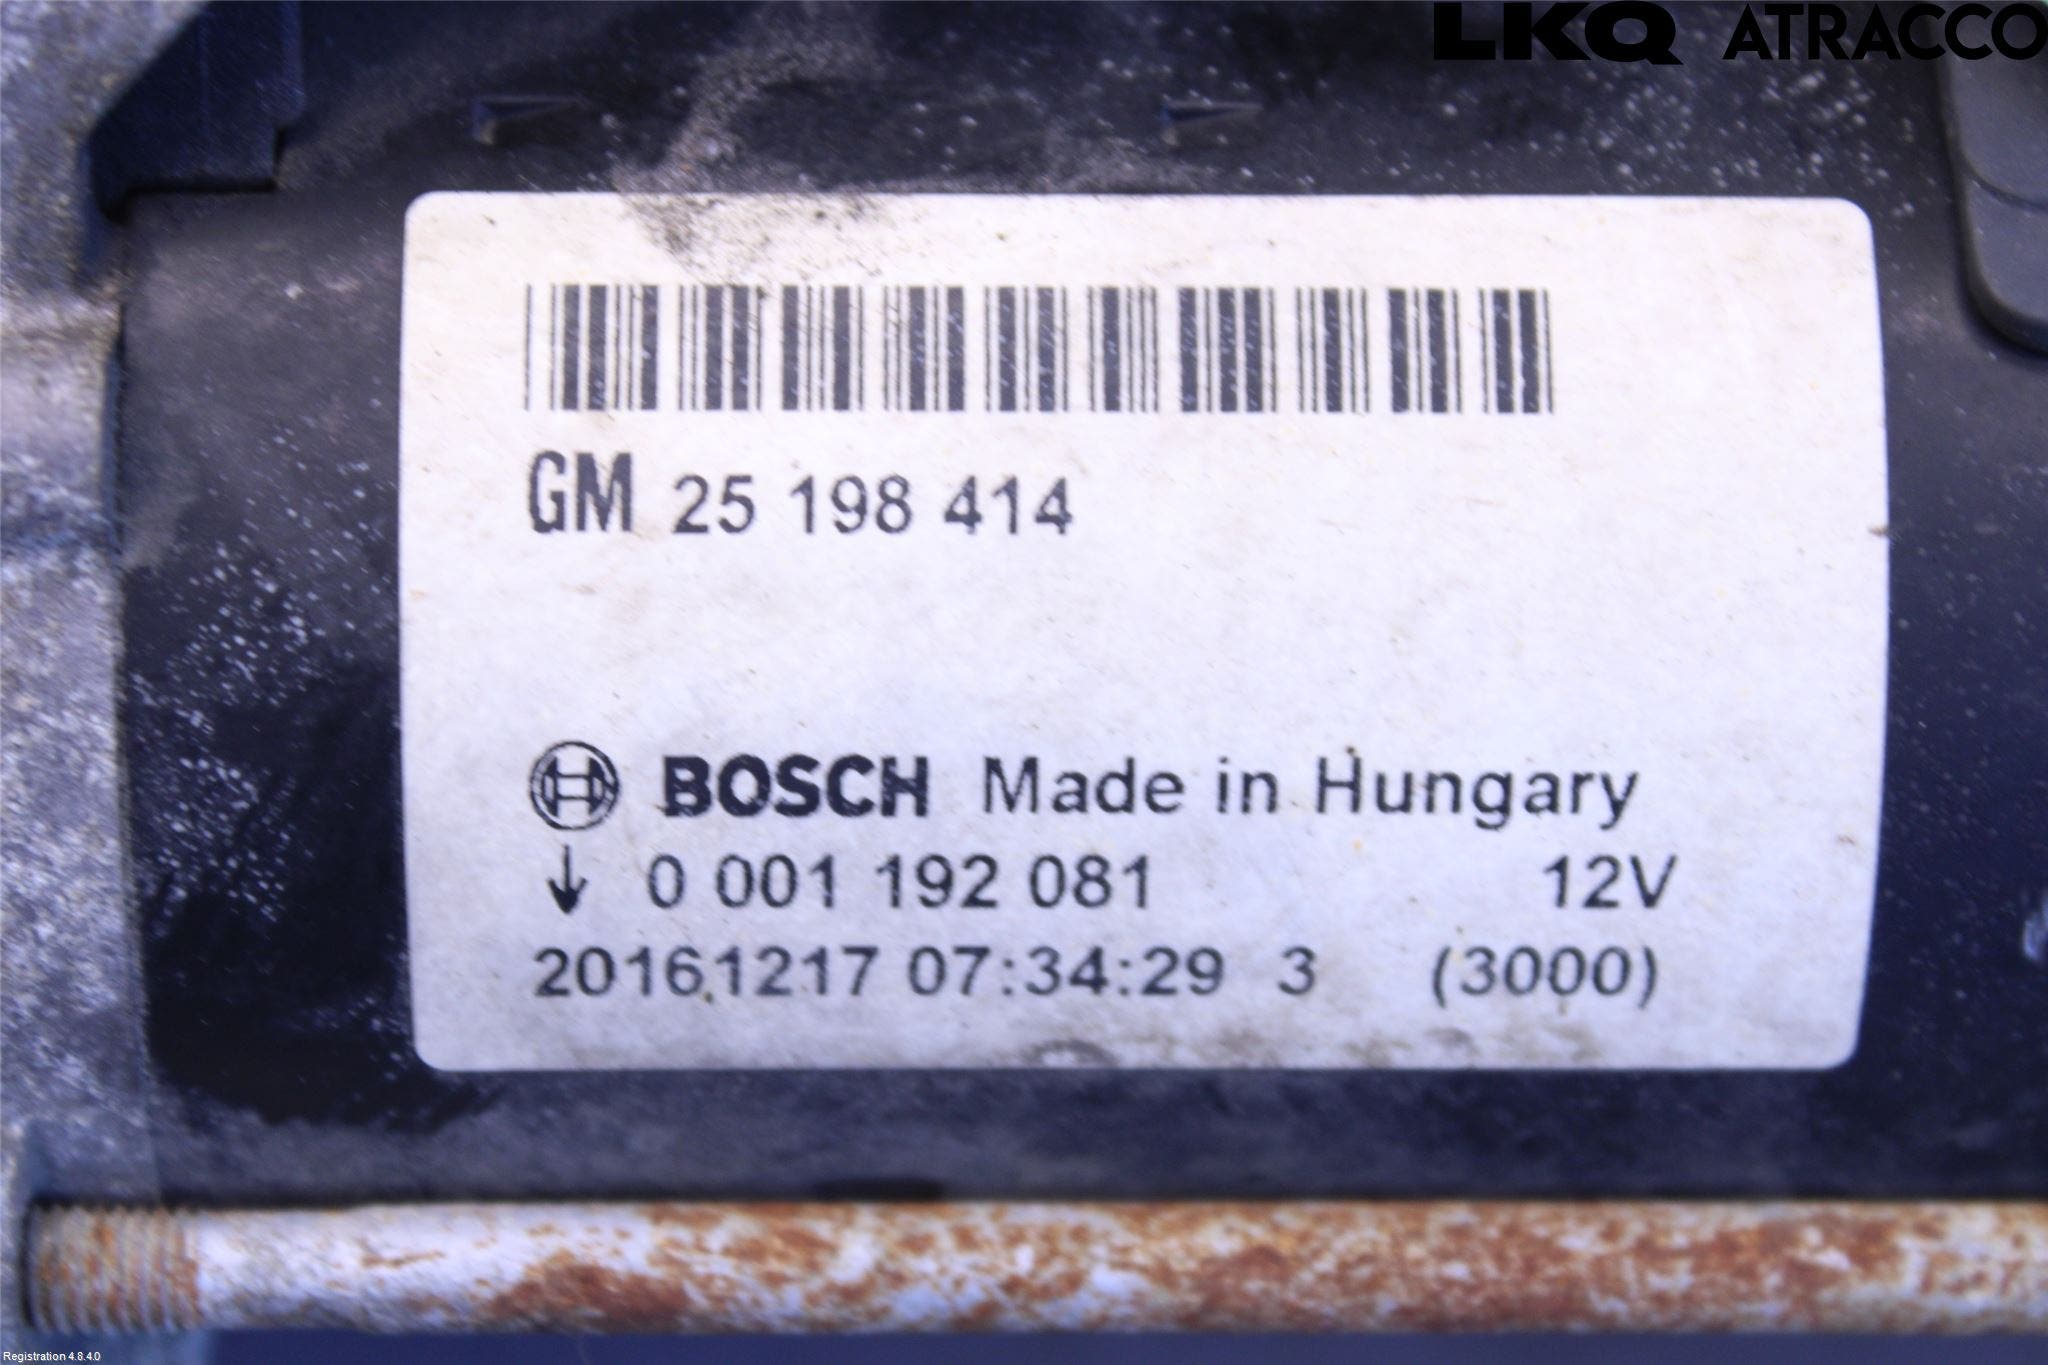 LKQ ATRACCO
GM 25 198 414
BOSCH Made in Hungary
↓ 0 001 192 081 12V
20161217 07:34:29 3 (3000)
Registration 4.8.4.0